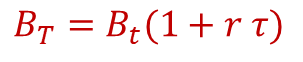 B_T = B_t(1 + r τ)